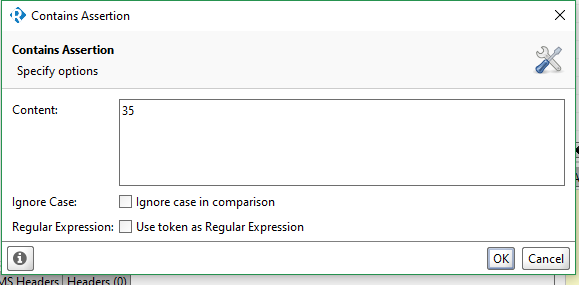 Contains Assertion
Contains Assertion
Specify options
Content:
35
Ignore Case: Ignore case in comparison
Regular Expression: Use token as Regular Expression
OK Cancel
MS Headers Headers (0)